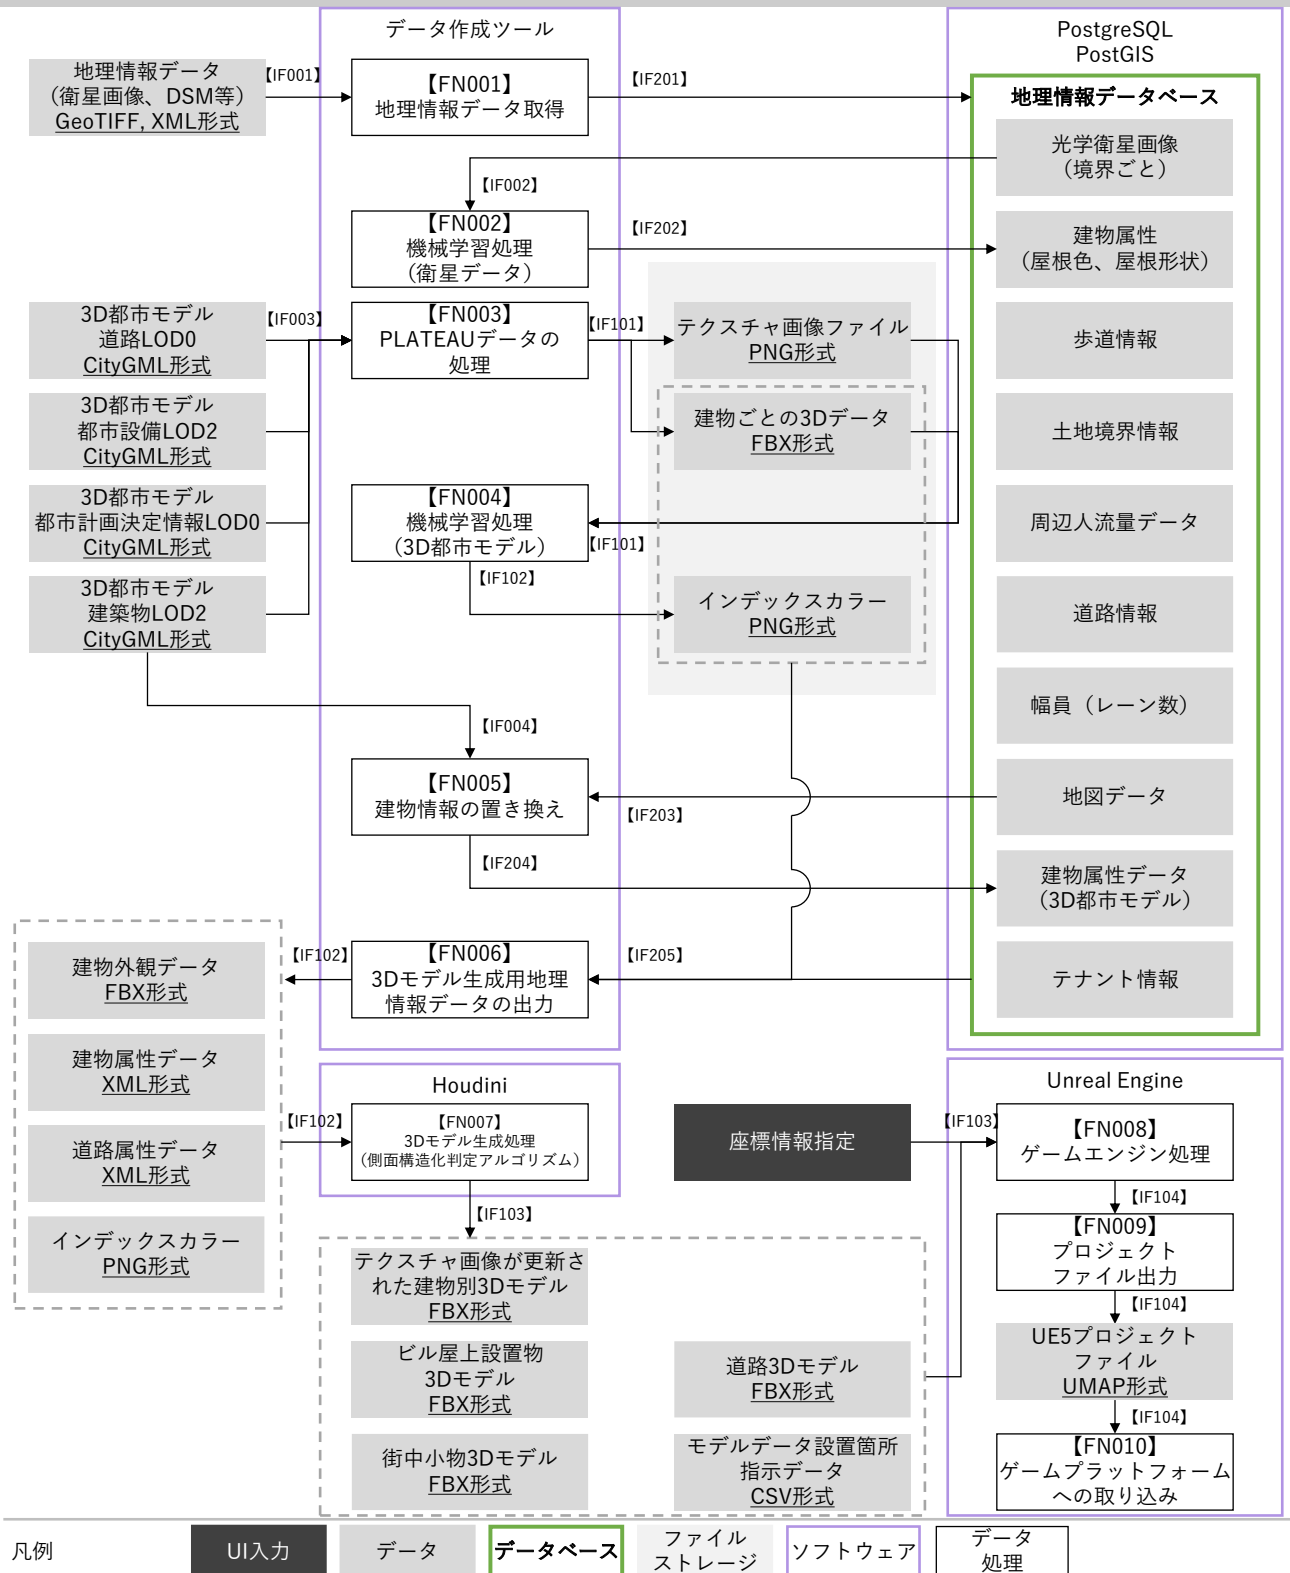 データ作成ツール
PostgreSQL
PostGIS
地理情報データ
（衛星画像、DSM等）
GeoTIFF, XML形式
【IF001】
【FN001】
地理情報データ取得
【IF201】
地理情報データベース
光学衛星画像
（境界ごと）
【IF002】
【FN002】
機械学習処理
（衛星データ）
【IF202】
建物属性
（屋根色、屋根形状）
3D都市モデル
道路LOD0
CityGML形式
【IF003】
【FN003】
PLATEAUデータの
処理
【IF101】
テクスチャ画像ファイル
PNG形式
歩道情報
3D都市モデル
都市設備LOD2
CityGML形式
建物ごとの3Dデータ
FBX形式
土地境界情報
3D都市モデル
都市計画決定情報LOD0
CityGML形式
【FN004】
機械学習処理
（3D都市モデル）
【IF101】
周辺人流量データ
【IF102】
3D都市モデル
建築物LOD2
CityGML形式
インデックスカラー
PNG形式
道路情報
幅員（レーン数）
【IF004】
【FN005】
建物情報の置き換え
【IF203】
地図データ
【IF204】
建物属性データ
（3D都市モデル）
建物外観データ
FBX形式
【IF102】
【FN006】
3Dモデル生成用地理
情報データの出力
【IF205】
テナント情報
建物属性データ
XML形式
道路属性データ
XML形式
インデックスカラー
PNG形式
【IF102】
Houdini
【FN007】
3Dモデル生成処理
（側面構造化判定アルゴリズム）
【IF103】
座標情報指定
【IF103】
Unreal Engine
【FN008】
ゲームエンジン処理
【IF104】
【FN009】
プロジェクト
ファイル出力
【IF104】
UE5プロジェクト
ファイル
UMAP形式
【IF104】
【FN010】
ゲームプラットフォーム
への取り込み
テクスチャ画像が更新さ
れた建物別3Dモデル
FBX形式
ビル屋上設置物
3Dモデル
FBX形式
道路3Dモデル
FBX形式
街中小物3Dモデル
FBX形式
モデルデータ設置箇所
指示データ
CSV形式
凡例
UI入力
データ
データベース
ファイル
ストレージ
ソフトウェア
データ
処理